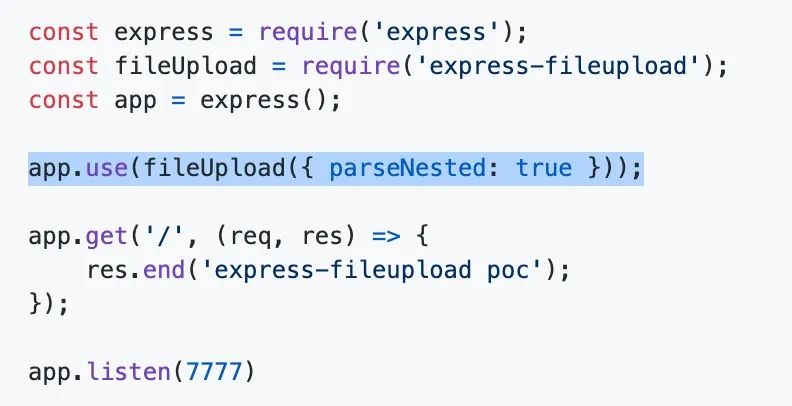 const express = require('express');
const fileUpload = require('express-fileupload');
const app = express();
app.use(fileUpload({ parseNested: true }));
app.get('/', (req, res) => {
    res.end('express-fileupload poc');
});
app.listen(7777)